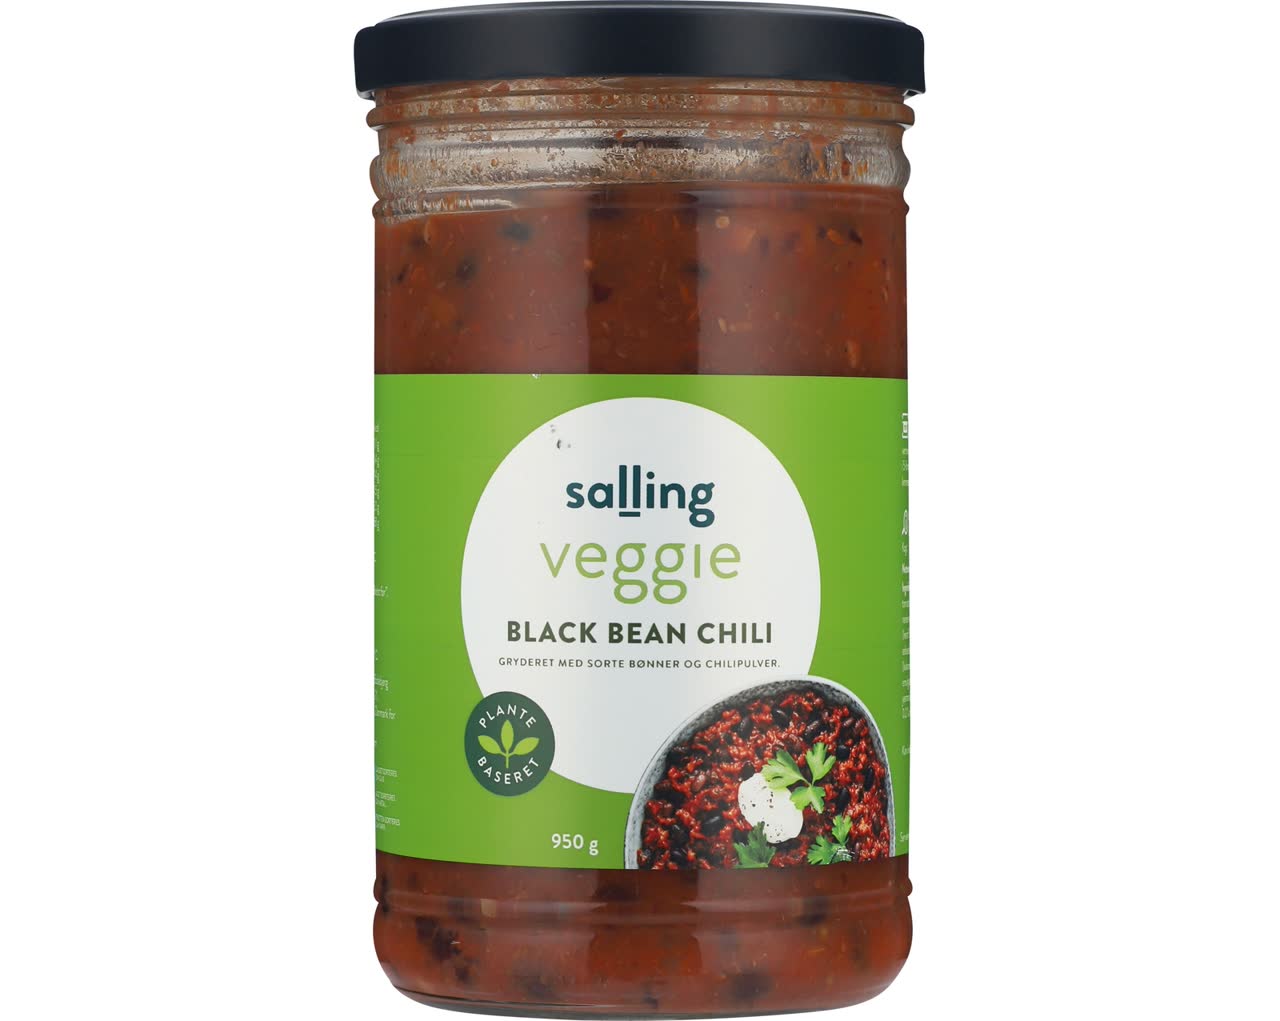 salling
veggie
BLACK BEAN CHILI
GRYDERET MED SORTE BØNNER OG CHILIPULVER.
PLANTE
BASERET
950 g